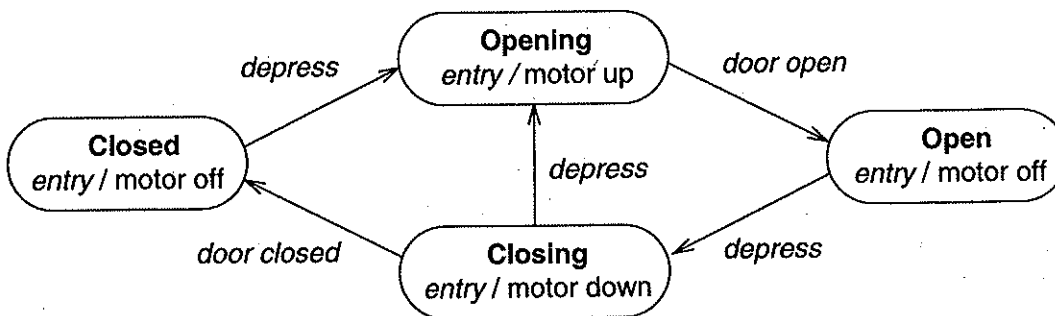 Opening
entry / motor up
depress
door open
Closed
entry / motor off
Open
entry / motor off
depress
door closed
Closing
entry / motor down
depress